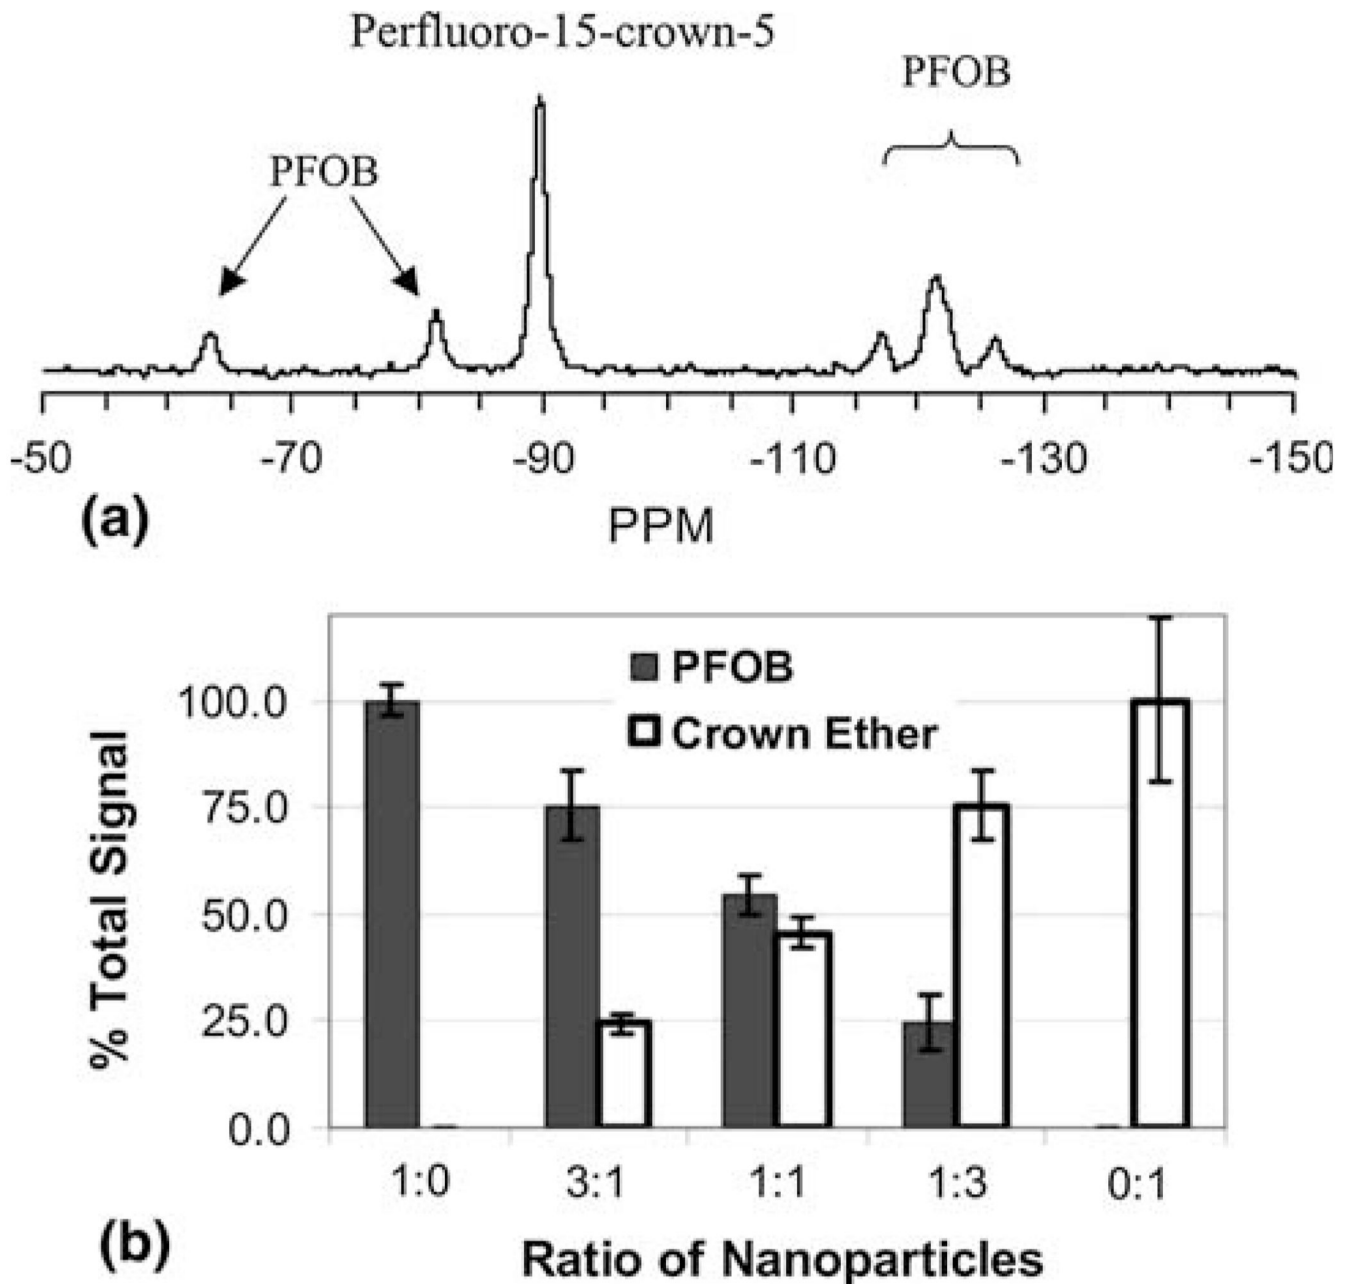 Perfluoro-15-crown-5
PFOB
PFOB
-50 -70 -90 -110 -130 -150
(a)
PPM
PFOB
Crown Ether
100.0
75.0
50.0
25.0
0.0
% Total Signal
1:0 3:1 1:1 1:3 0:1
(b)
Ratio of Nanoparticles